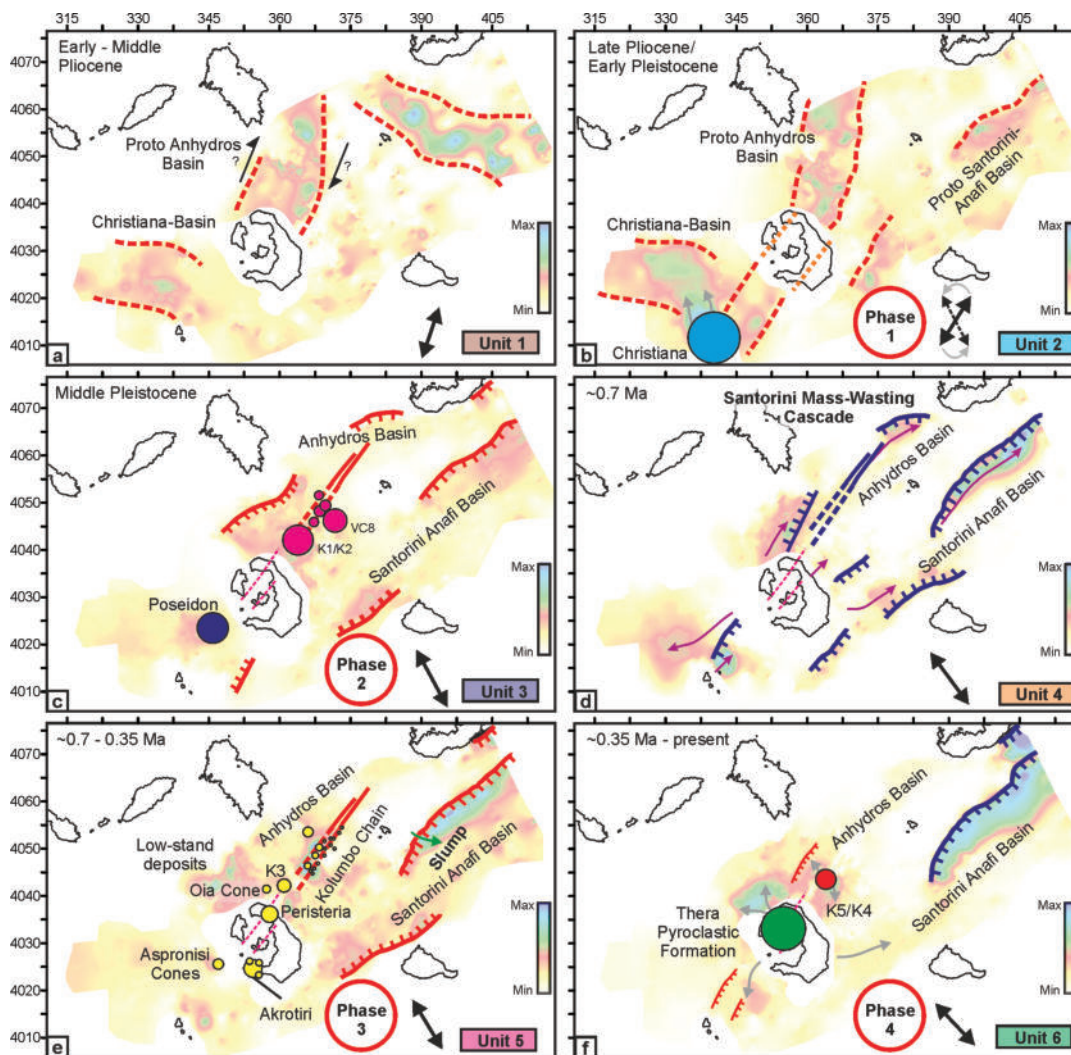 315 330 345 360 375 390 405
315 330 345 360 375 390 405
4070
4060
4050
4040
4030
4020
4010
Early - Middle
Pliocene
Proto Anhydros
Basin
?
?
Christiana-Basin
Max
Min
a
Unit 1
Late Pliocene/
Early Pleistocene
Proto Anhydros
Basin
Proto Santorini-
Anafi Basin
Christiana-Basin
Christiana
Phase
1
Max
Min
b
Unit 2
4070
4060
4050
4040
4030
4020
4010
Middle Pleistocene
Anhydros Basin
VC8
K1/K2
Santorini Anafi Basin
Poseidon
Phase
2
Max
Min
c
Unit 3
~0.7 Ma
Santorini Mass-Wasting
Cascade
Anhydros Basin
Santorini Anafi Basin
Max
Min
d
Unit 4
4070
4060
4050
4040
4030
4020
4010
~0.7 - 0.35 Ma
Anhydros Basin
Low-stand
deposits
Kolumbo Chain
Slump
K3
Oia Cone
Peristeria
Santorini Anafi Basin
Aspronisi
Cones
Akrotiri
Phase
3
Max
Min
e
Unit 5
~0.35 Ma - present
Anhydros Basin
K5/K4
Santorini Anafi Basin
Thera
Pyroclastic
Formation
Phase
4
Max
Min
f
Unit 6